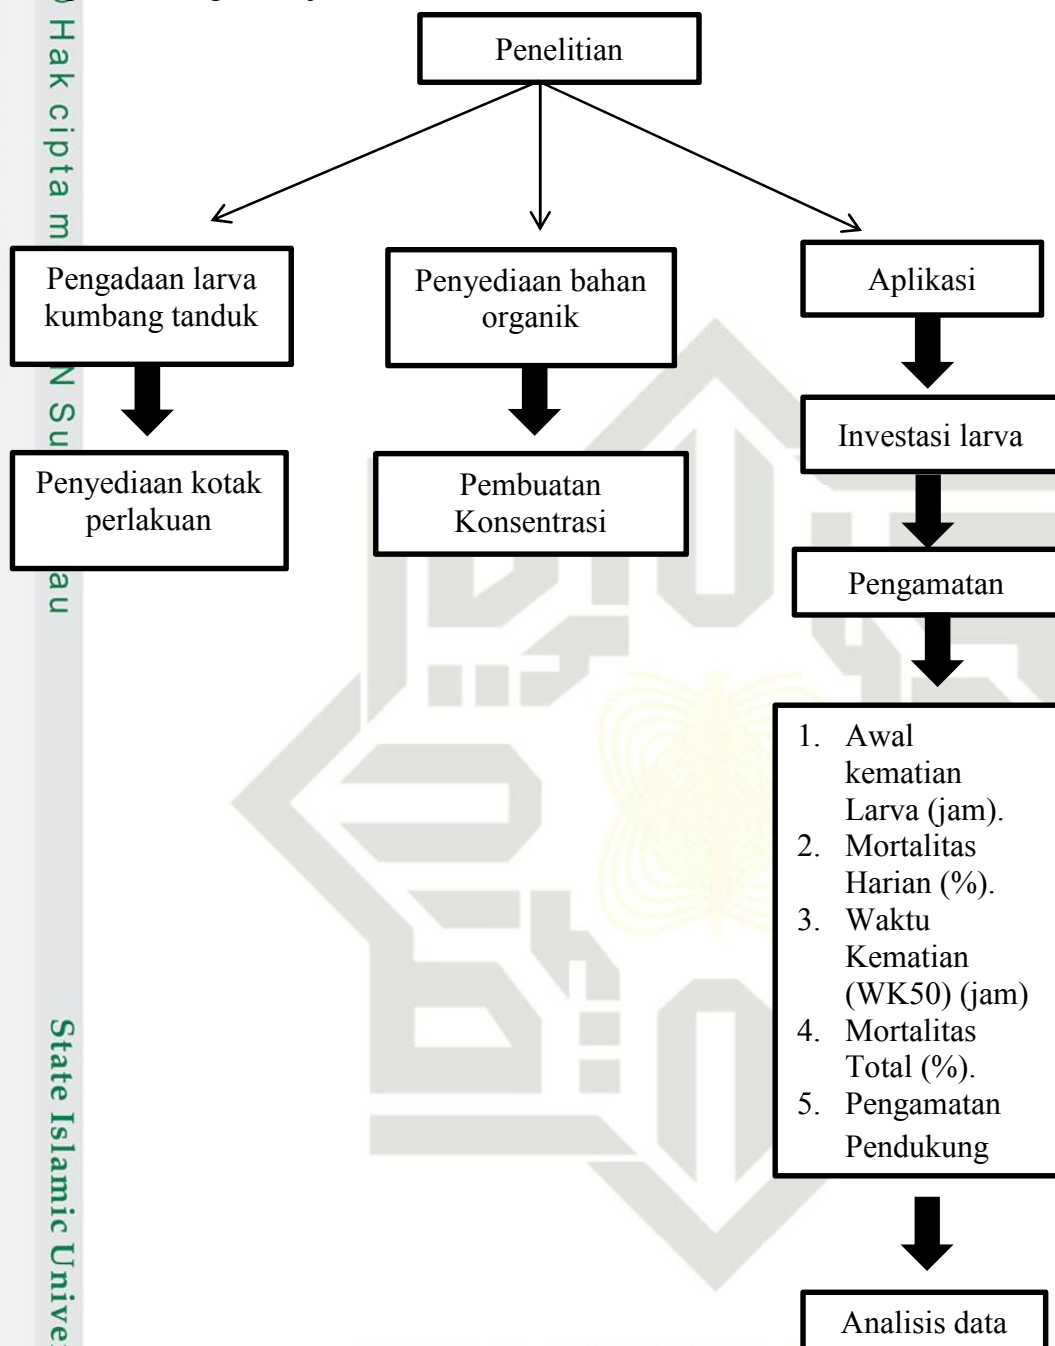 Penelitian
Pengadaan larva
kumbang tanduk
Penyediaan bahan
organik
Aplikasi
Investasi larva
Penyediaan kotak
perlakuan
Pembuatan
Konsentrasi
Pengamatan
1. Awal
kematian
Larva (jam).
2. Mortalitas
Harian (%).
3. Waktu
Kematian
(WK50) (jam)
4. Mortalitas
Total (%).
5. Pengamatan
Pendukung
Analisis data
Hak cipta m
N Su
au
State Islamic Unive